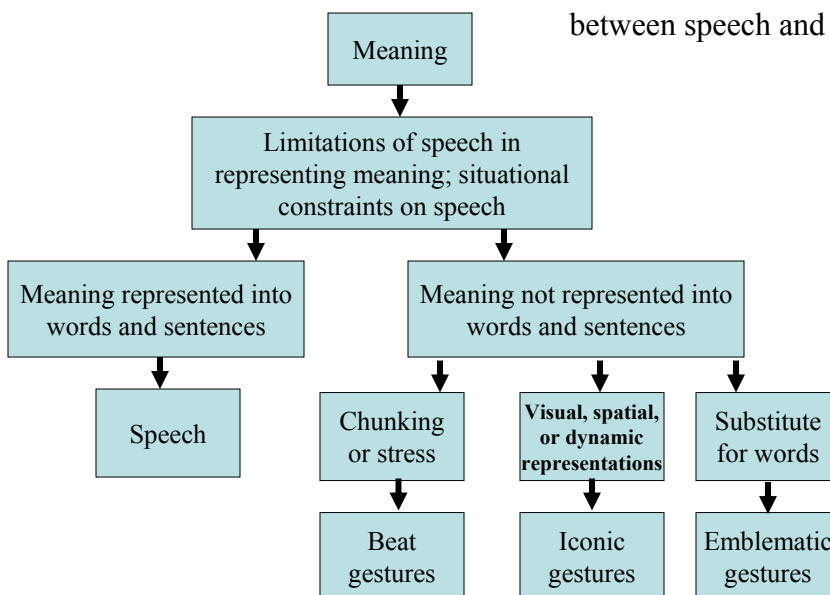 between speech and
Meaning
Limitations of speech in
representing meaning; situational
constraints on speech
Meaning represented into
words and sentences
Meaning not represented into
words and sentences
Speech
Chunking
or stress
Visual, spatial,
or dynamic
representations
Substitute
for words
Beat
gestures
Iconic
gestures
Emblematic
gestures